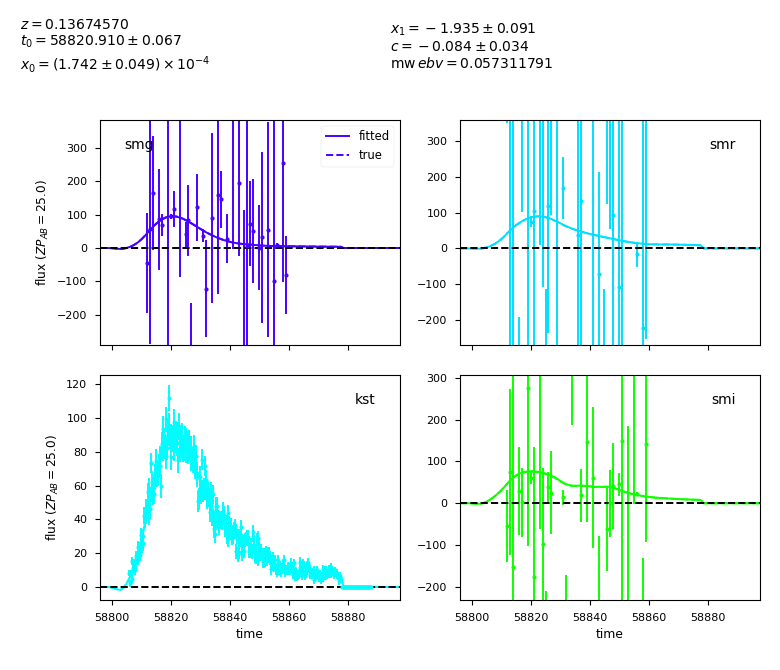 z = 0.13674570
t₀ = 58820.910 ± 0.067
x₀ = (1.742 ± 0.049) × 10⁻⁴
x₁ = −1.935 ± 0.091
c = −0.084 ± 0.034
mw ebv = 0.057311791
smg
fitted
true
300
200
100
0
−100
−200
flux (ZP_AB = 25.0)
smr
300
200
100
0
−100
−200
kst
120
100
80
60
40
20
0
flux (ZP_AB = 25.0)
58800 58820 58840 58860 58880
time
smi
300
200
100
0
−100
−200
58800 58820 58840 58860 58880
time